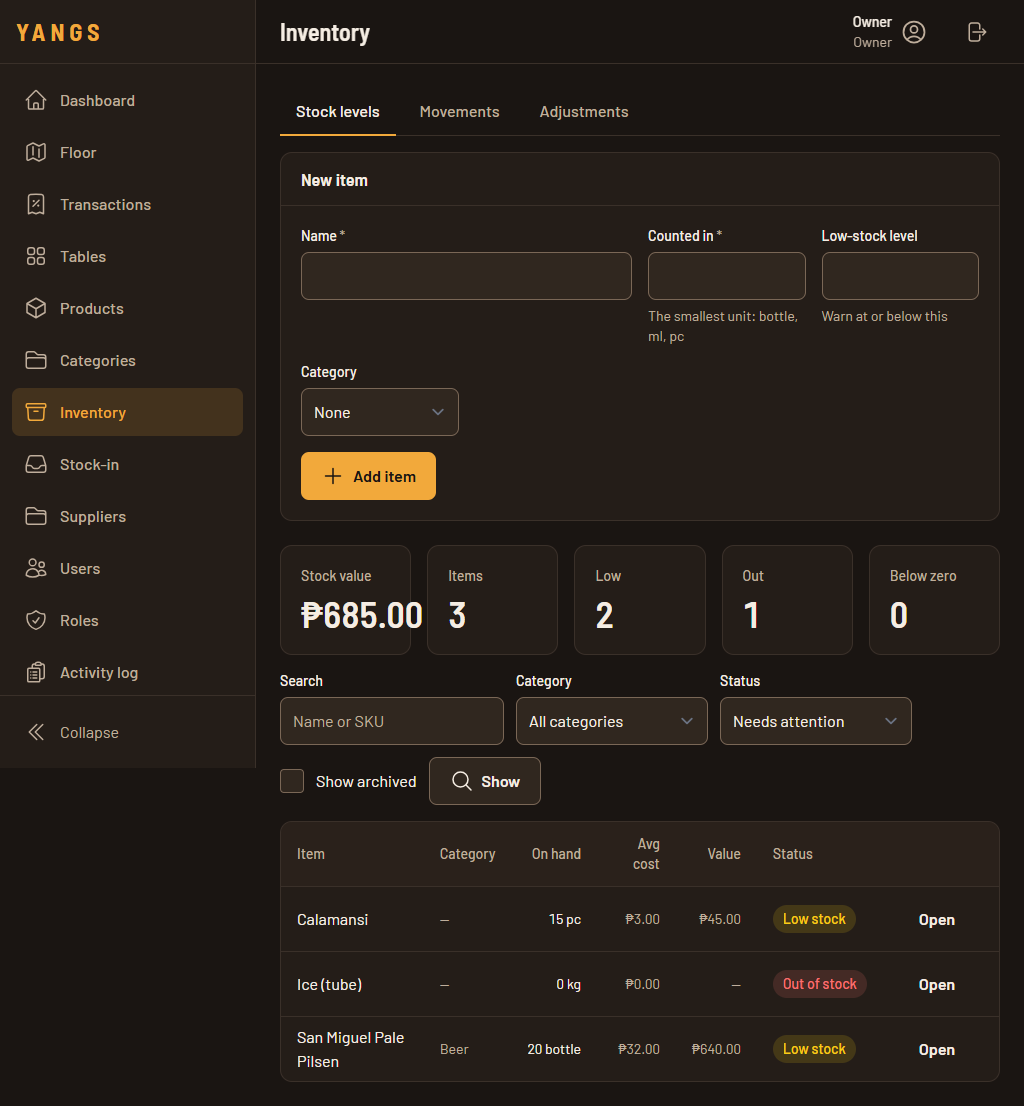 YANGS
Inventory
Owner
Owner
Dashboard
Floor
Transactions
Tables
Products
Categories
Inventory
Stock-in
Suppliers
Users
Roles
Activity log
Collapse
Stock levels Movements Adjustments
New item
Name * Counted in * Low-stock level
The smallest unit: bottle, Warn at or below this
ml, pc
Category
None
Add item
Stock value Items Low Out Below zero
₱685.00 3 2 1 0
Search Category Status
Name or SKU All categories Needs attention
Show archived Show
Item Category On hand Avg cost Value Status
Calamansi — 15 pc ₱3.00 ₱45.00 Low stock Open
Ice (tube) — 0 kg ₱0.00 — Out of stock Open
San Miguel Pale Beer 20 bottle ₱32.00 ₱640.00 Low stock Open
Pilsen